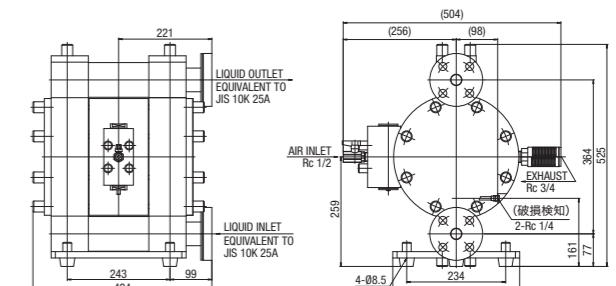 221
LIQUID OUTLET
EQUIVALENT TO
JIS 10K 25A
LIQUID INLET
EQUIVALENT TO
JIS 10K 25A
243
99
(504)
(256)
(98)
AIR INLET
Rc 1/2
EXHAUST
Rc 3/4
(破損検知)
2-Rc 1/4
259
364
525
161
77
4-Ø8.5
234